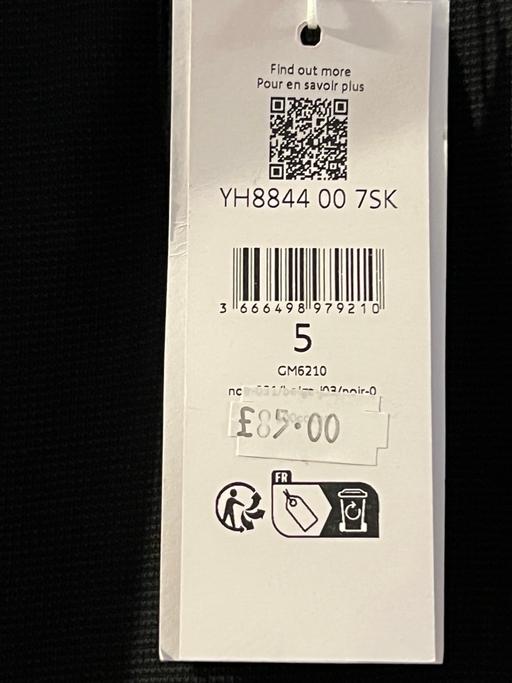 Find out more
Pour en savoir plus
YH8844 00 7SK
3 666498 979210
5
GM6210
£85.00
FR